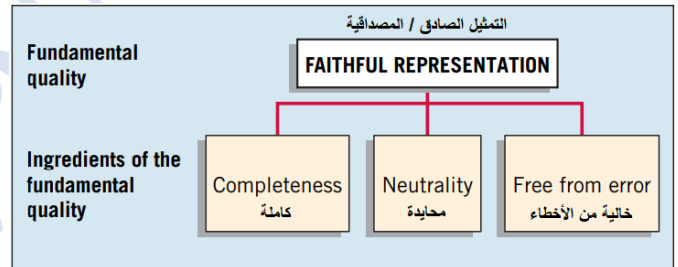 التمثيل الصادق / المصداقية
Fundamental
quality
FAITHFUL REPRESENTATION
Ingredients of the
fundamental
quality
Completeness
كاملة
Neutrality
محايدة
Free from error
خالية من الأخطاء